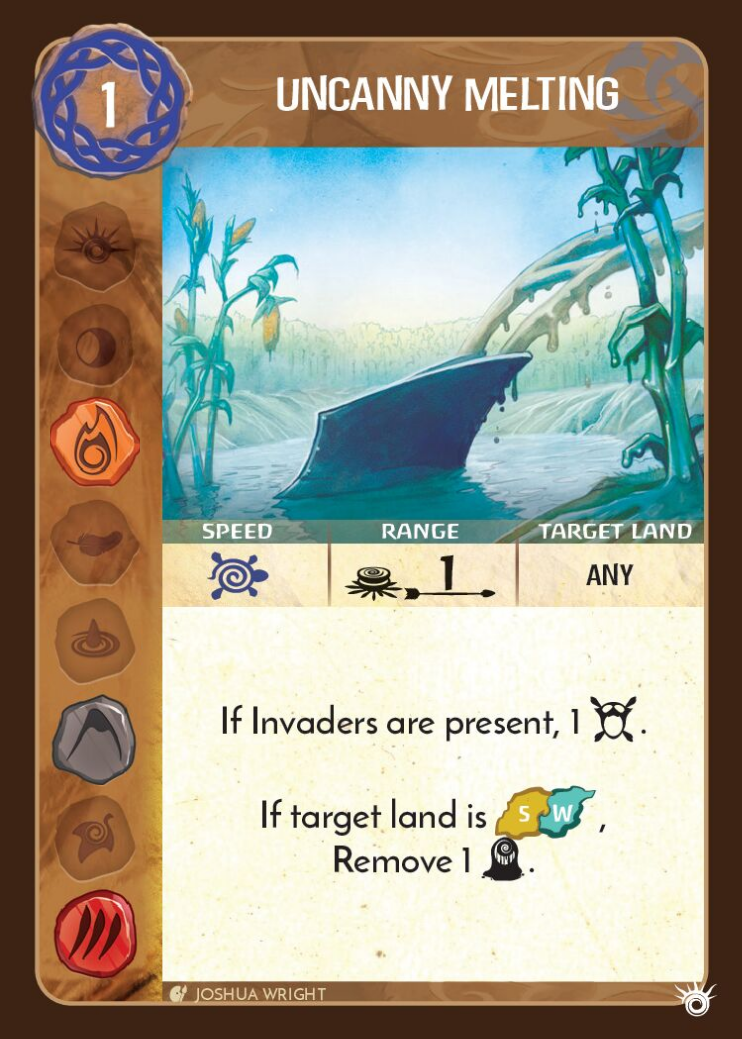 1
UNCANNY MELTING
SPEED RANGE TARGET LAND
1 ANY
If Invaders are present, 1 .
If target land is S W ,
Remove 1 .
JOSHUA WRIGHT